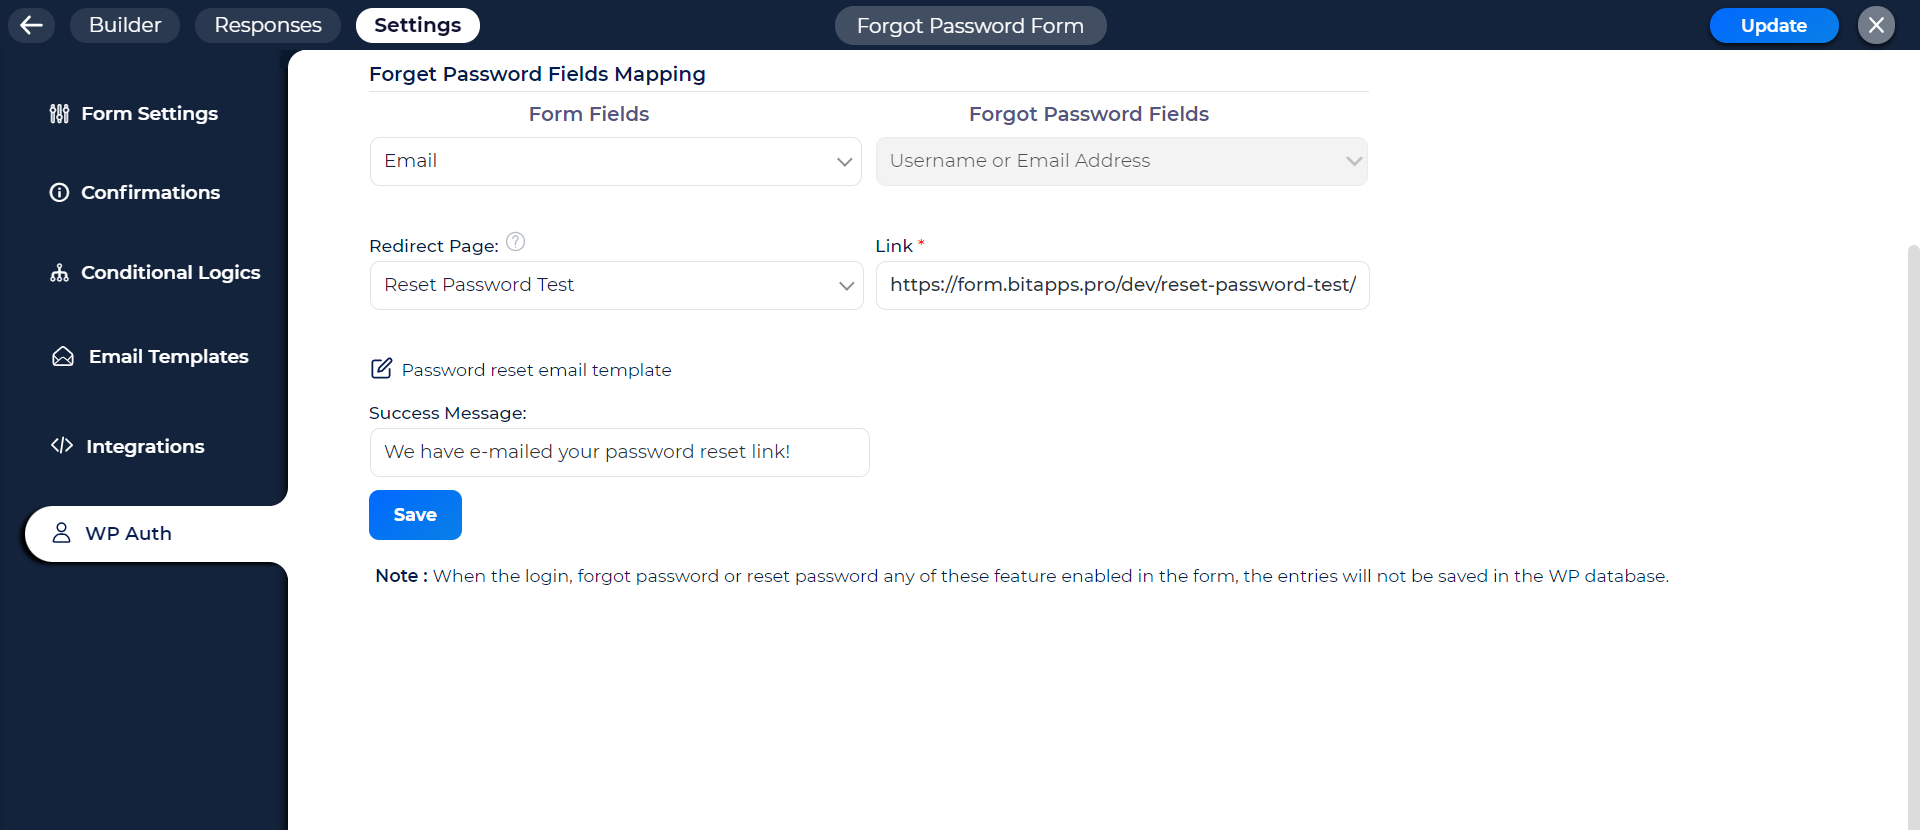 Builder Responses Settings Forgot Password Form Update
Forget Password Fields Mapping
Form Fields Forgot Password Fields
Email Username or Email Address
Redirect Page: Link *
Reset Password Test https://form.bitapps.pro/dev/reset-password-test/
Password reset email template
Success Message:
We have e-mailed your password reset link!
Save
Note : When the login, forgot password or reset password any of these feature enabled in the form, the entries will not be saved in the WP database.
Form Settings
Confirmations
Conditional Logics
Email Templates
Integrations
WP Auth